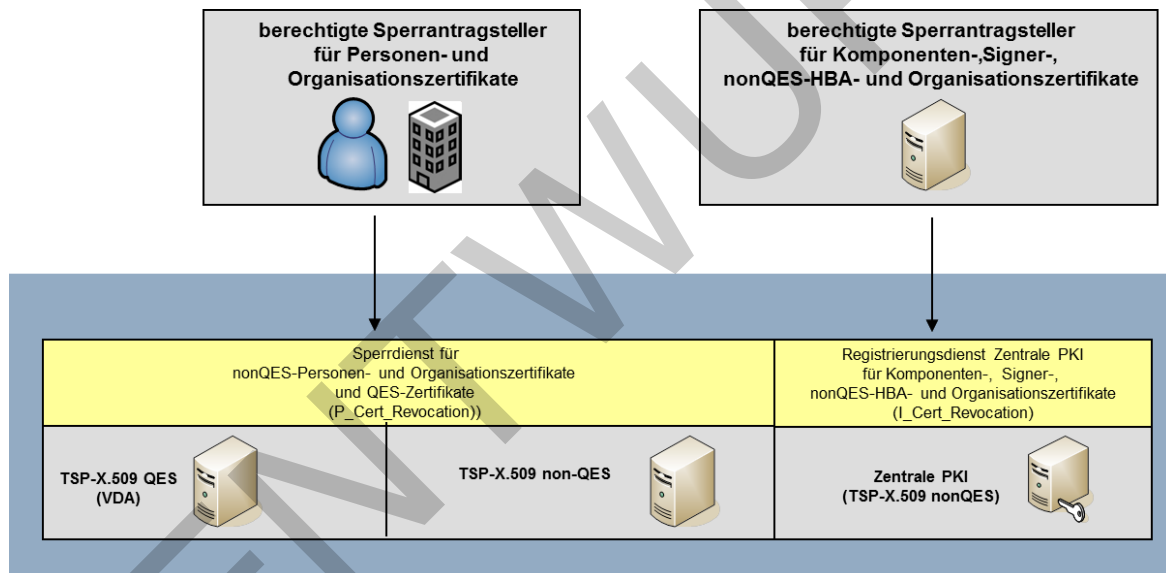 berechtigte Sperrantragsteller
für Personen- und
Organisationszertifikate
berechtigte Sperrantragsteller
für Komponenten-,Signer-,
nonQES-HBA- und Organisationszertifikate
Sperrdienst für
nonQES-Personen- und Organisationszertifikate
und QES-Zertifikate
(P_Cert_Revocation))
Registrierungsdienst Zentrale PKI
für Komponenten-, Signer-,
nonQES-HBA- und Organisationszertifikate
(I_Cert_Revocation)
TSP-X.509 QES
(VDA)
TSP-X.509 non-QES
Zentrale PKI
(TSP-X.509 nonQES)
ENTWUR